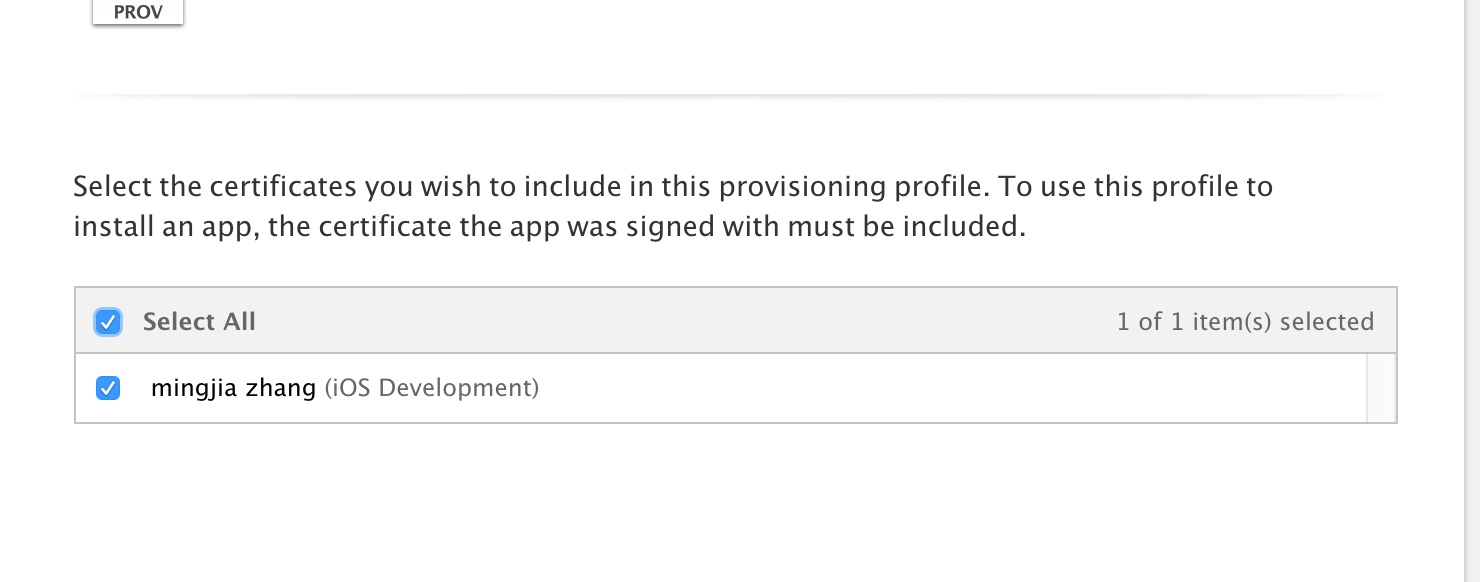 PROV
Select the certificates you wish to include in this provisioning profile. To use this profile to
install an app, the certificate the app was signed with must be included.
Select All 1 of 1 item(s) selected
mingjia zhang (iOS Development)